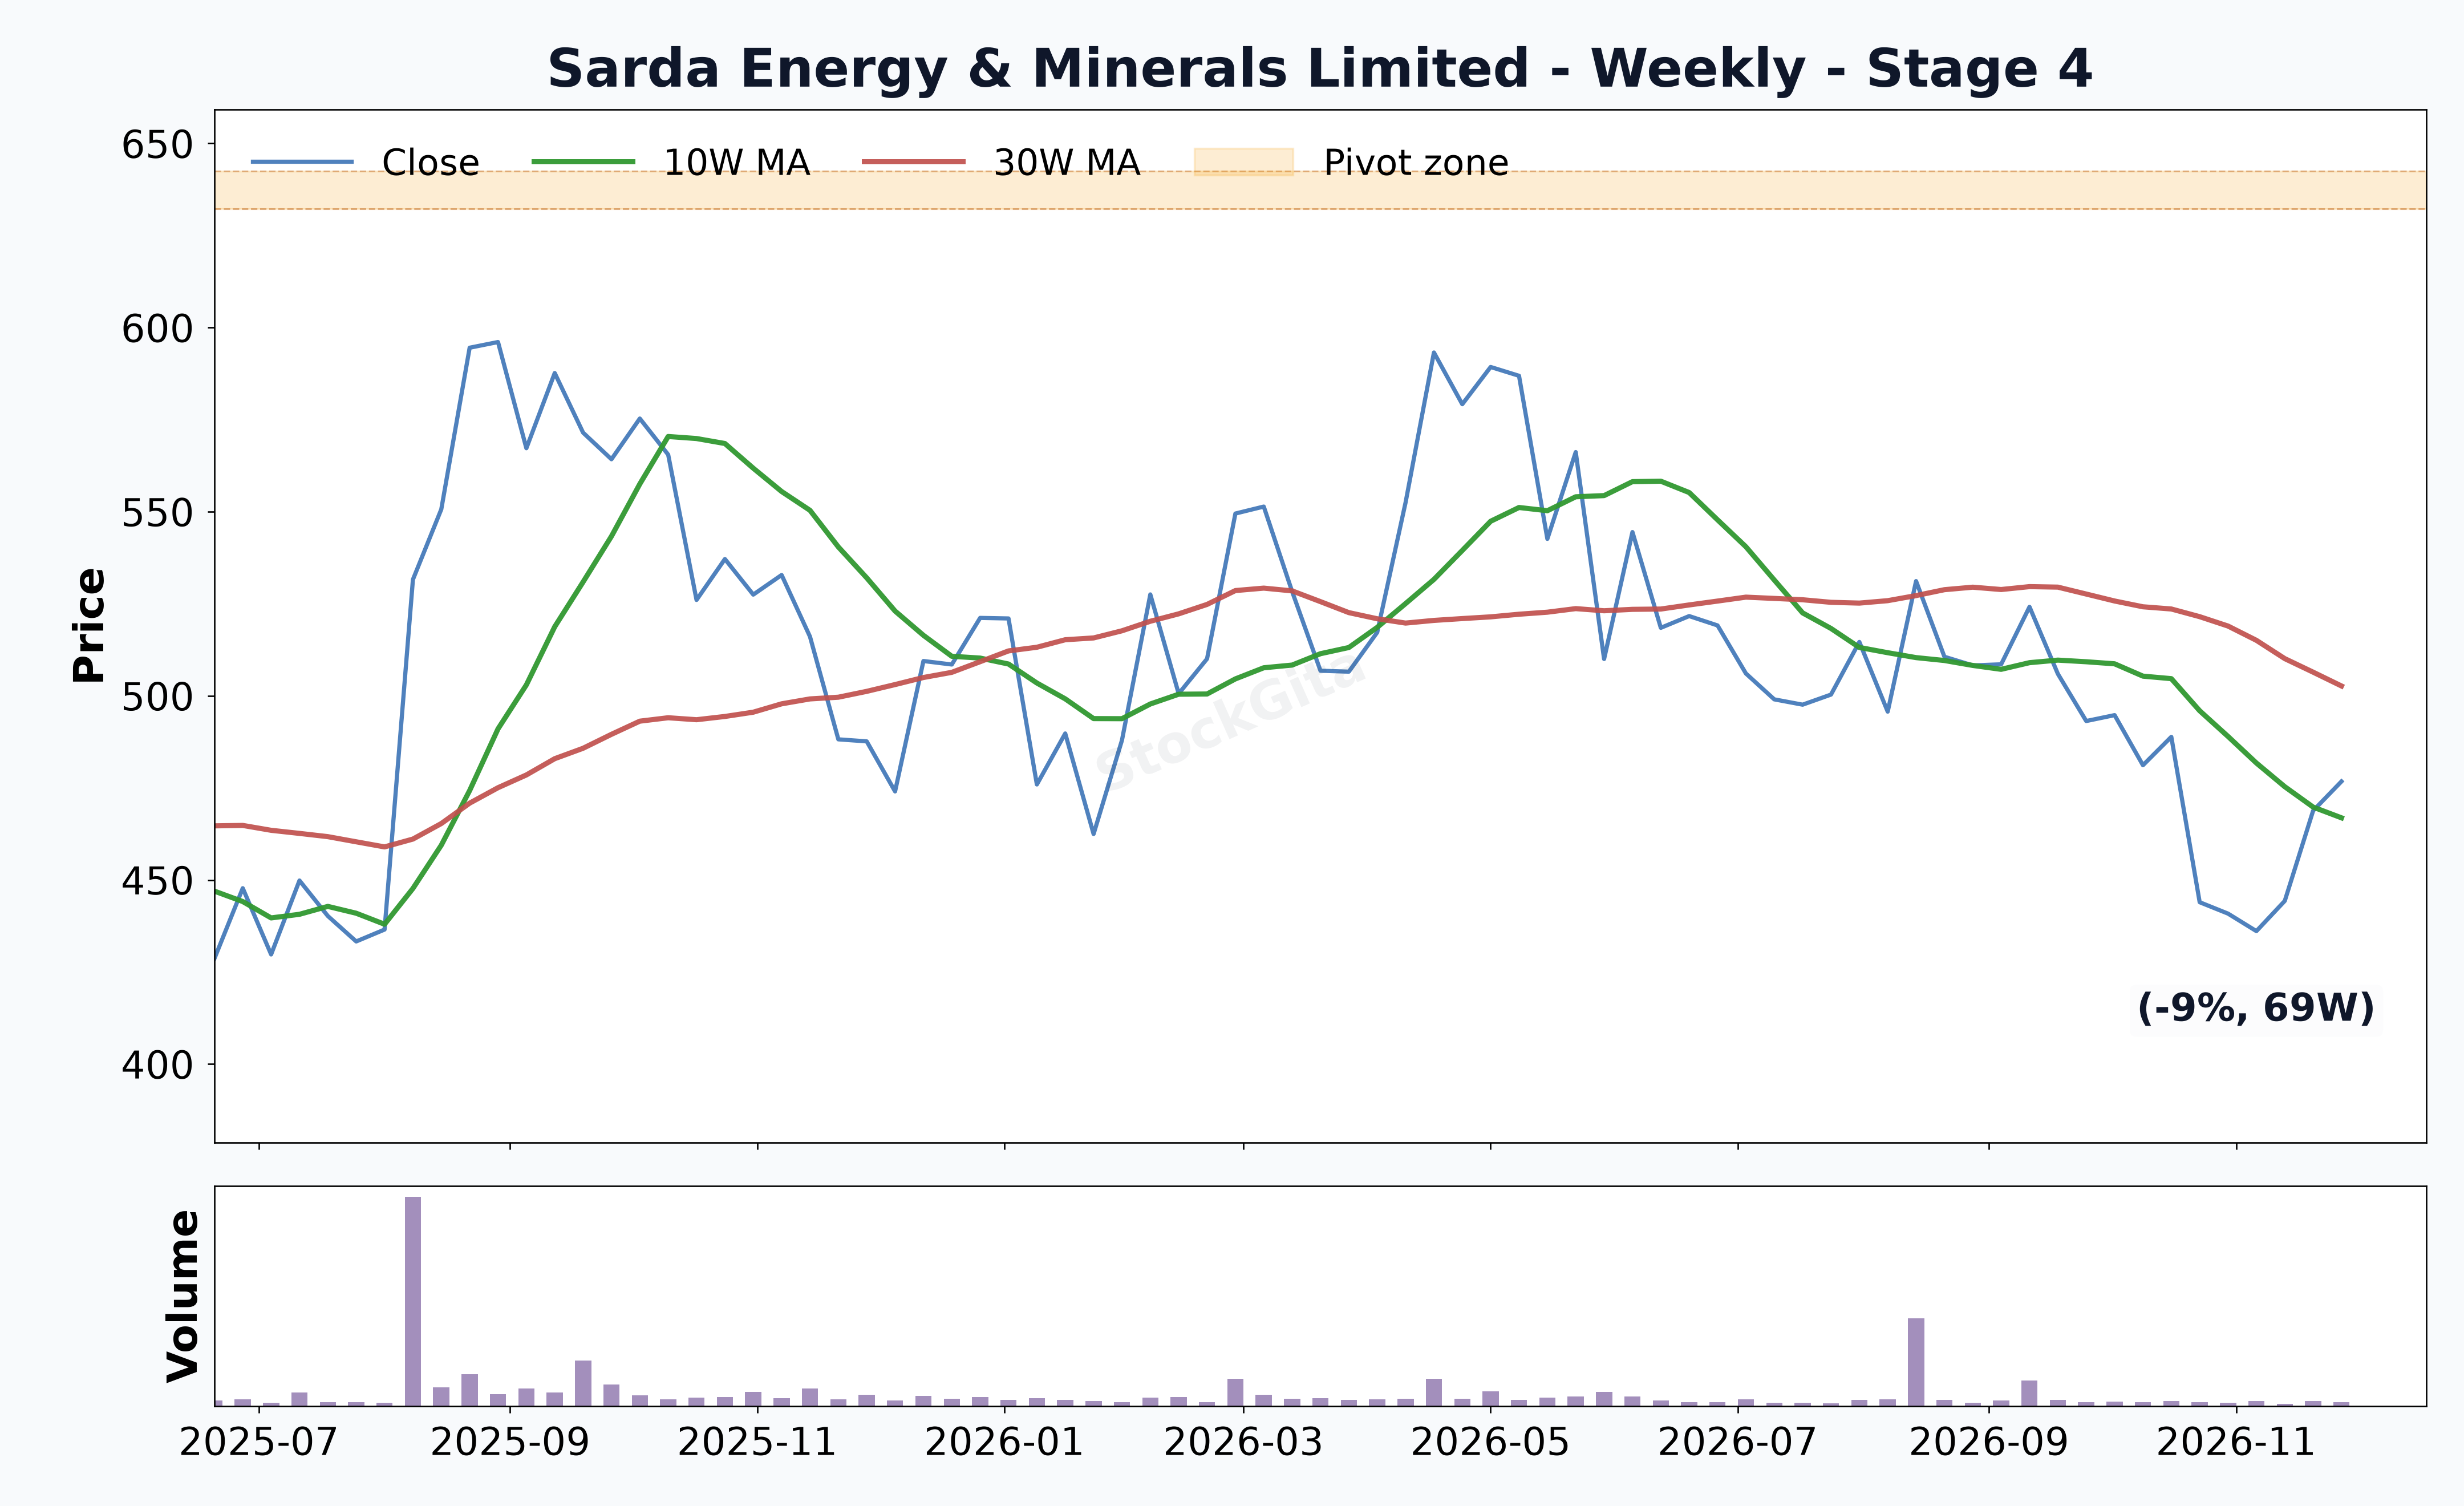 Sarda Energy & Minerals Limited - Weekly - Stage 4
Close 10W MA 30W MA Pivot zone
650
600
550
500
450
400
Price
StockGita
(-9%, 69W)
Volume
2025-07 2025-09 2025-11 2026-01 2026-03 2026-05 2026-07 2026-09 2026-11